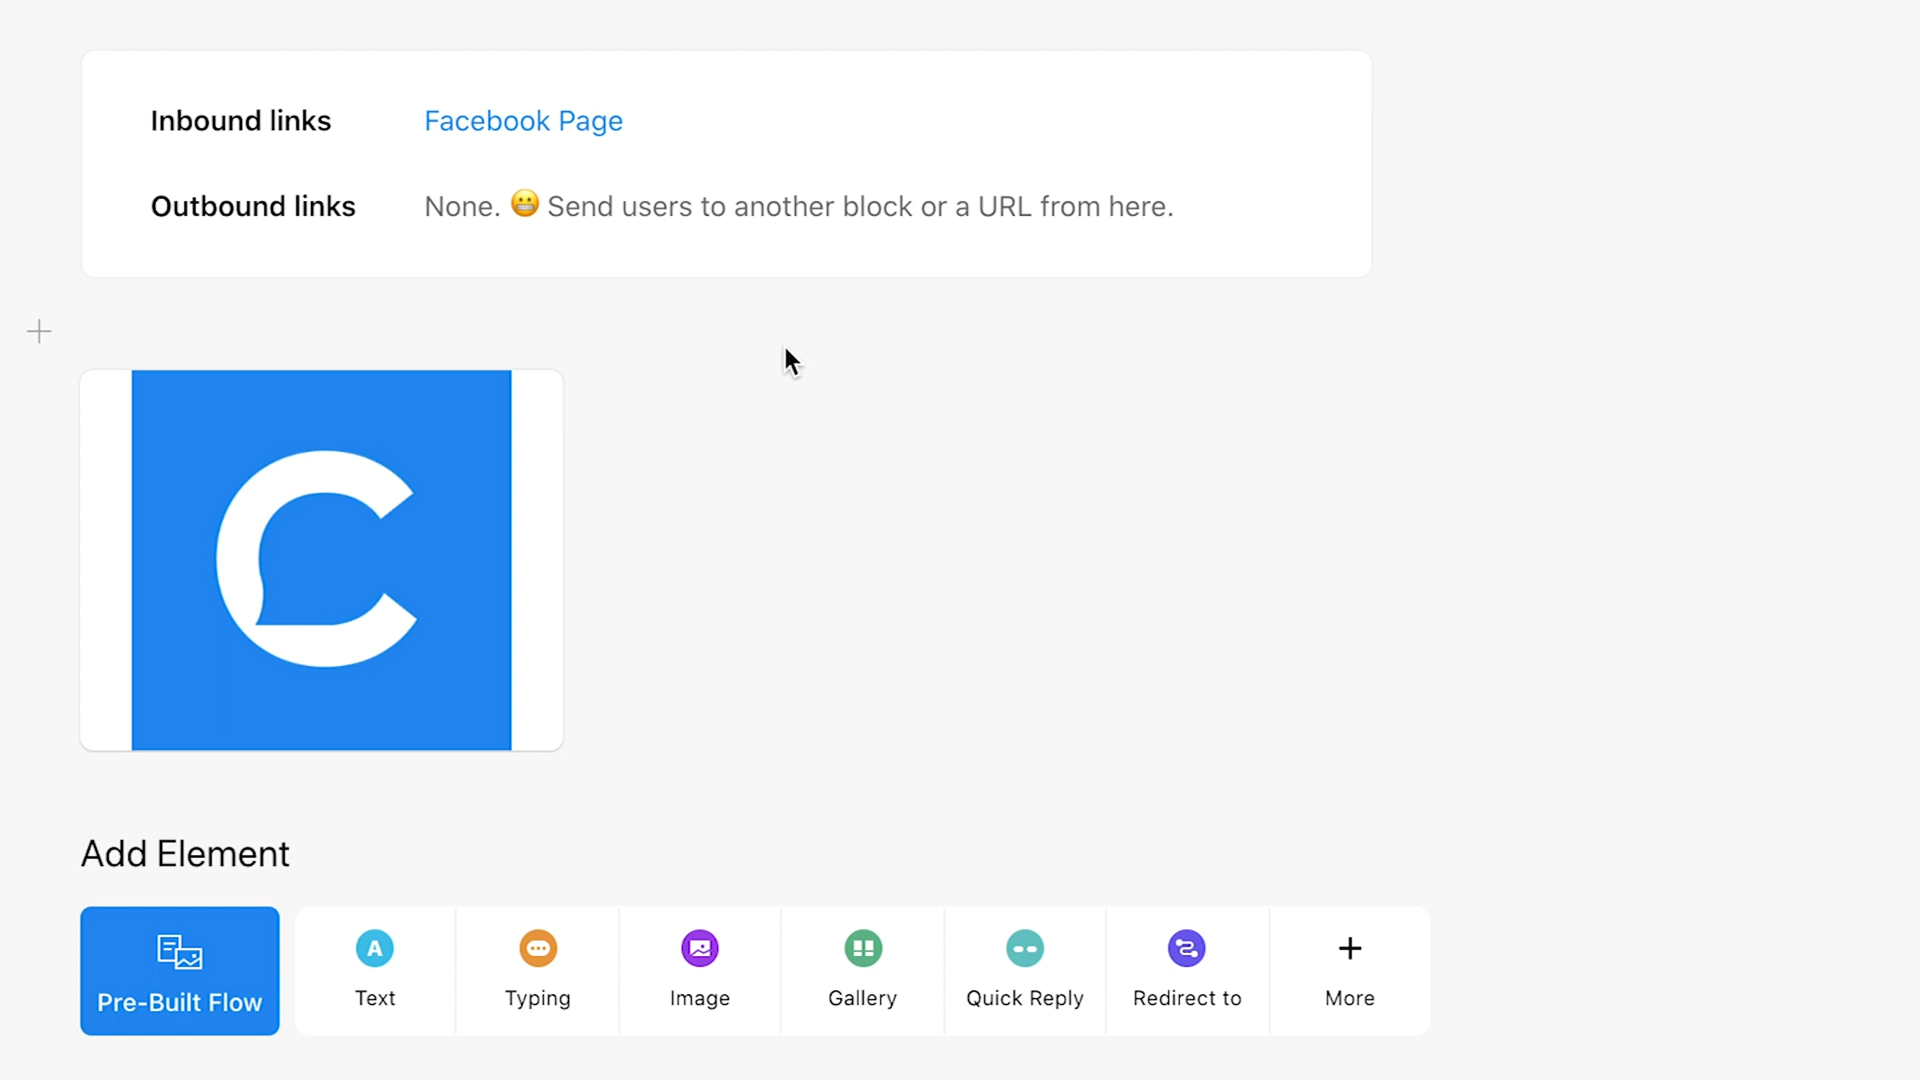 Inbound links Facebook Page
Outbound links None. 😬 Send users to another block or a URL from here.
Add Element
Pre-Built Flow
A
Text
Typing
Image
Gallery
Quick Reply
Redirect to
More